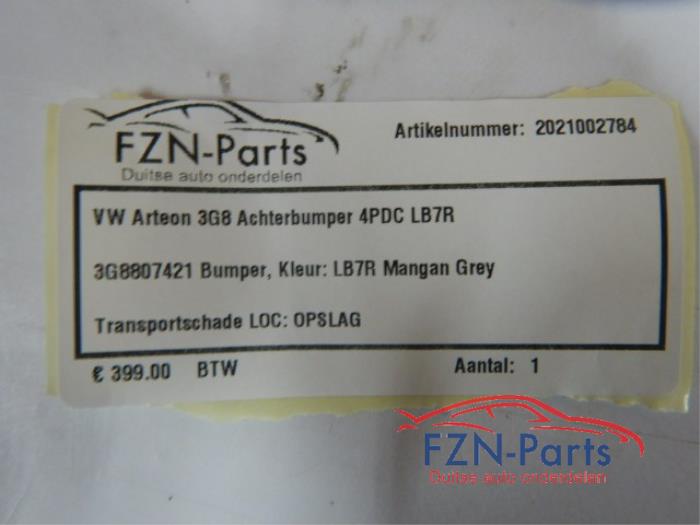 FZN-Parts
Duitse auto onderdelen
Artikelnummer: 2021002784
VW Arteon 3G8 Achterbumper 4PDC LB7R
3G8807421 Bumper, Kleur: LB7R Mangan Grey
Transportschade LOC: OPSLAG
€ 399.00 BTW
Aantal: 1
FZN-Parts
Duitse auto onderdelen